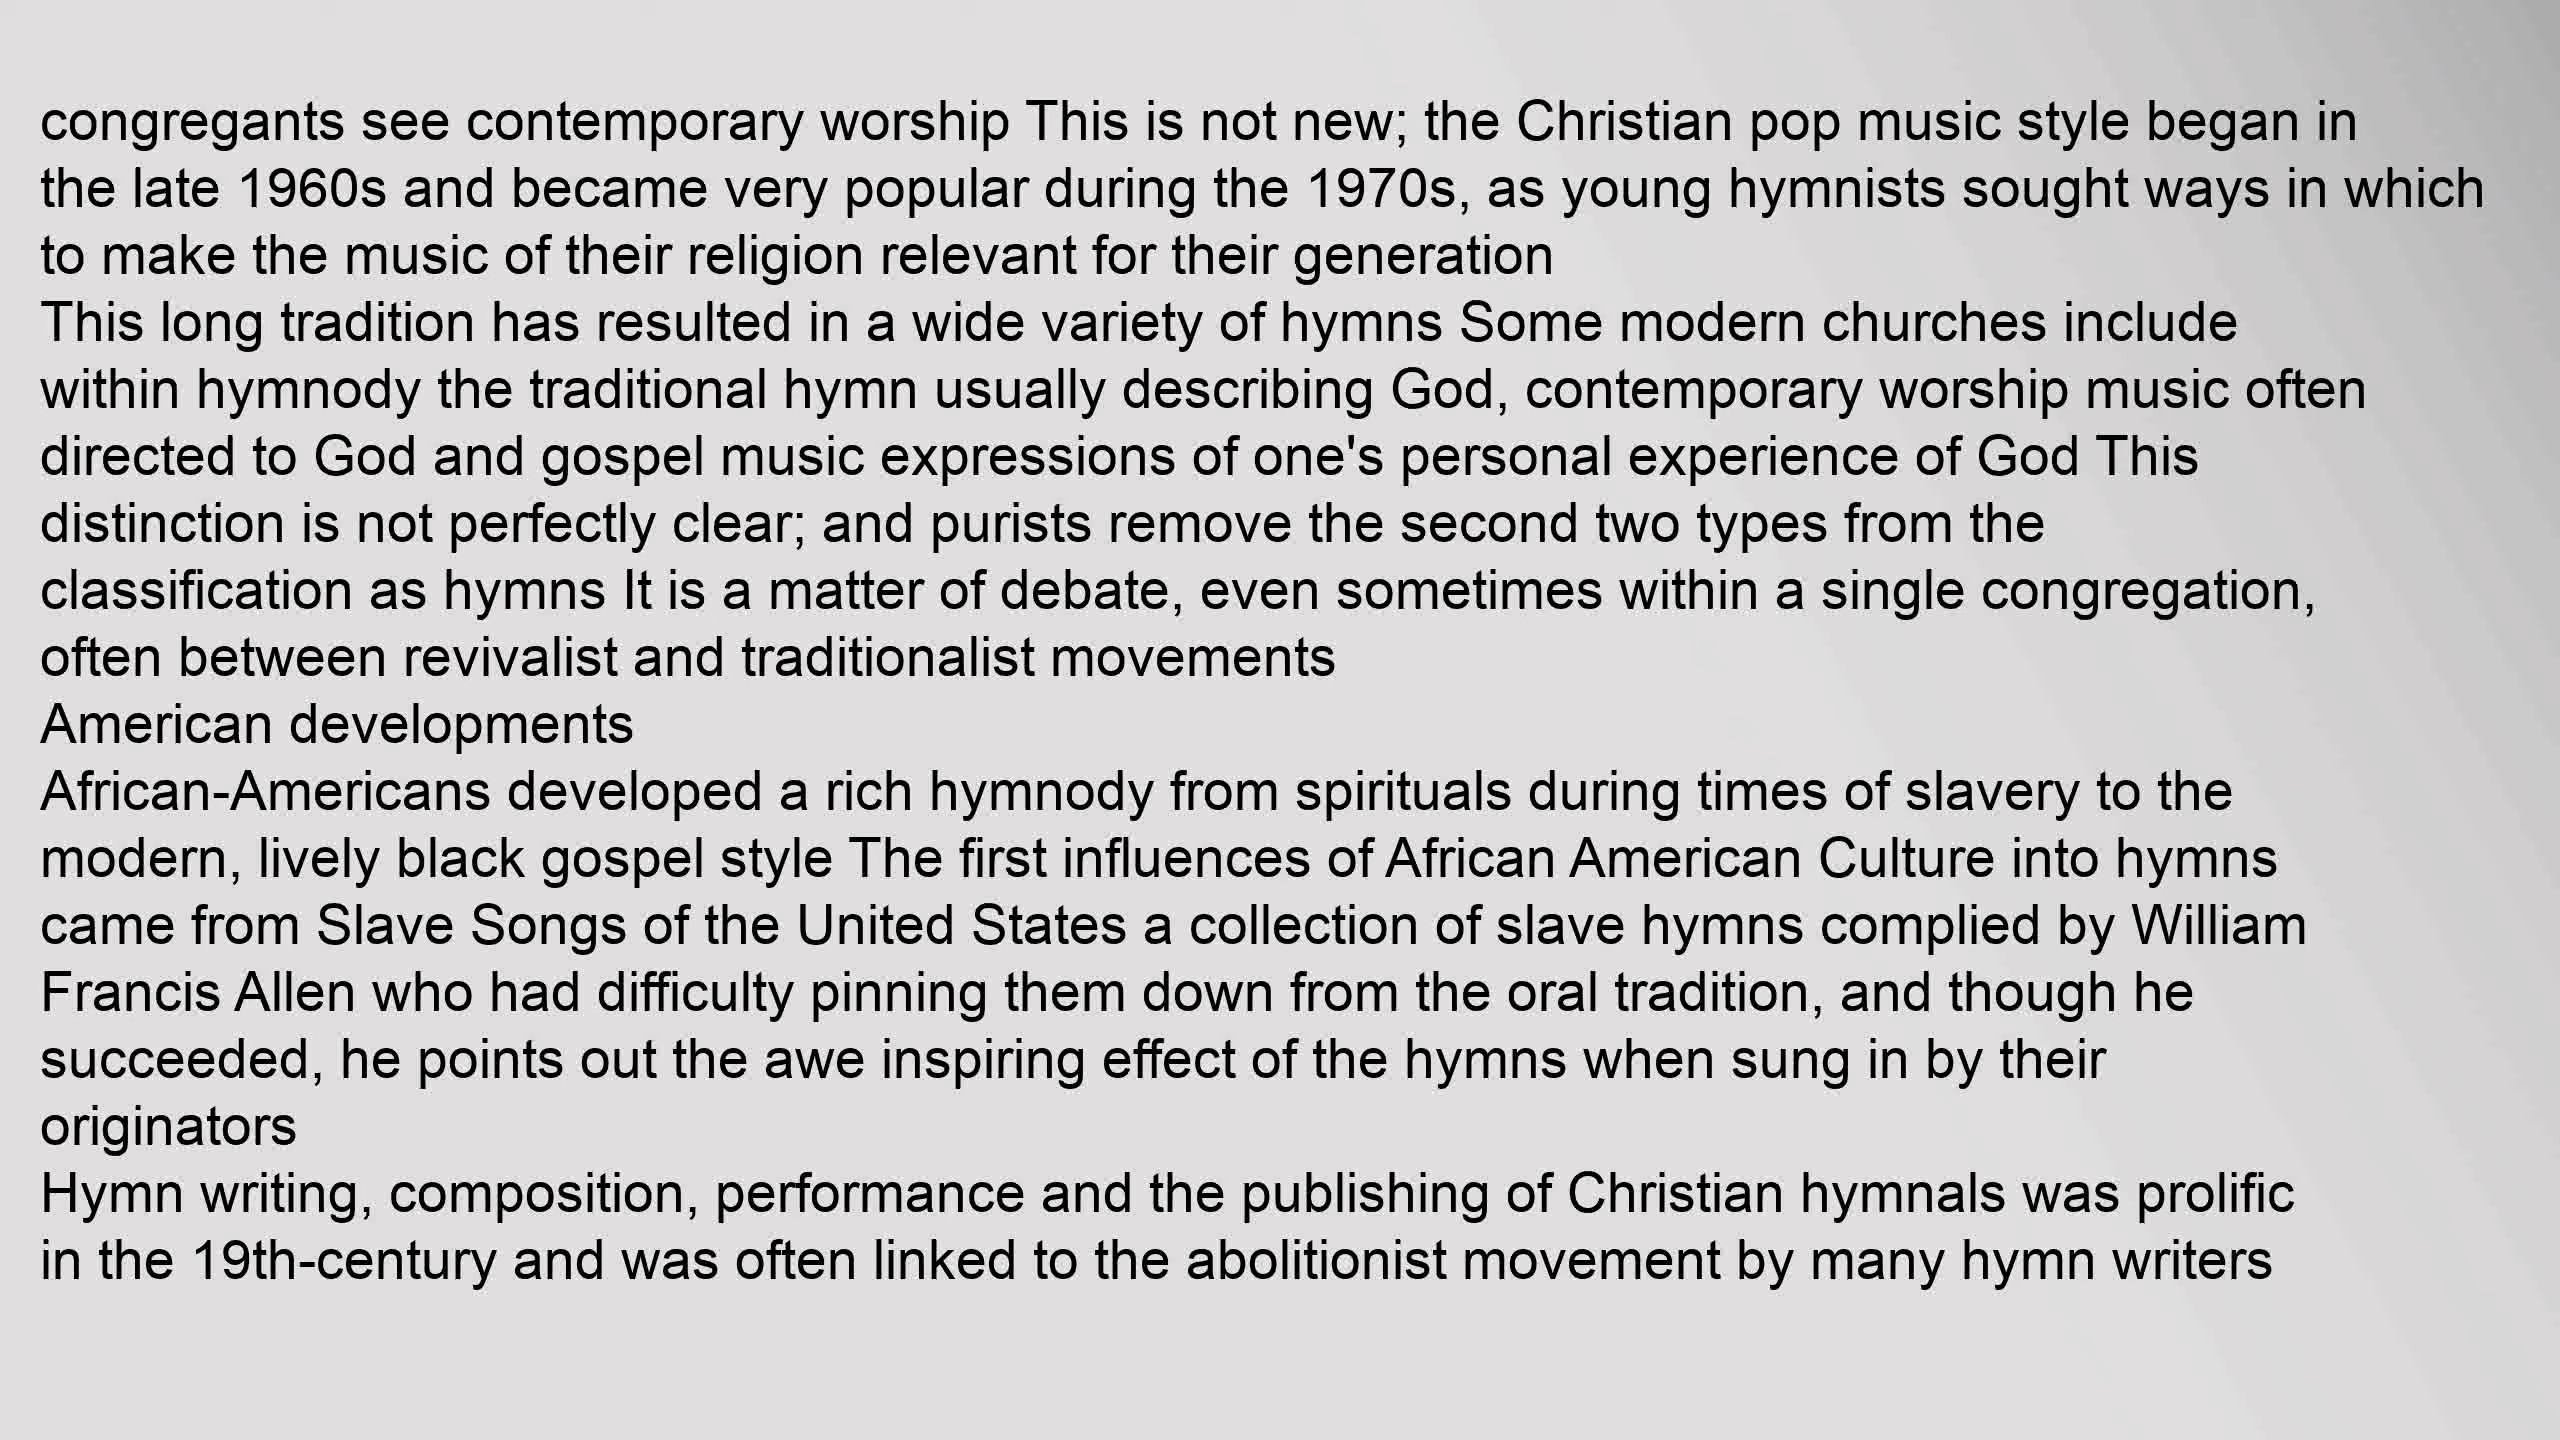 congregants see contemporary worship This is not new; the Christian pop music style began in
the late 1960s and became very popular during the 1970s, as young hymnists sought ways in which
to make the music of their religion relevant for their generation
This long tradition has resulted in a wide variety of hymns Some modern churches include
within hymnody the traditional hymn usually describing God, contemporary worship music often
directed to God and gospel music expressions of one's personal experience of God This
distinction is not perfectly clear; and purists remove the second two types from the
classification as hymns It is a matter of debate, even sometimes within a single congregation,
often between revivalist and traditionalist movements
American developments
African-Americans developed a rich hymnody from spirituals during times of slavery to the
modern, lively black gospel style The first influences of African American Culture into hymns
came from Slave Songs of the United States a collection of slave hymns complied by William
Francis Allen who had difficulty pinning them down from the oral tradition, and though he
succeeded, he points out the awe inspiring effect of the hymns when sung in by their
originators
Hymn writing, composition, performance and the publishing of Christian hymnals was prolific
in the 19th-century and was often linked to the abolitionist movement by many hymn writers